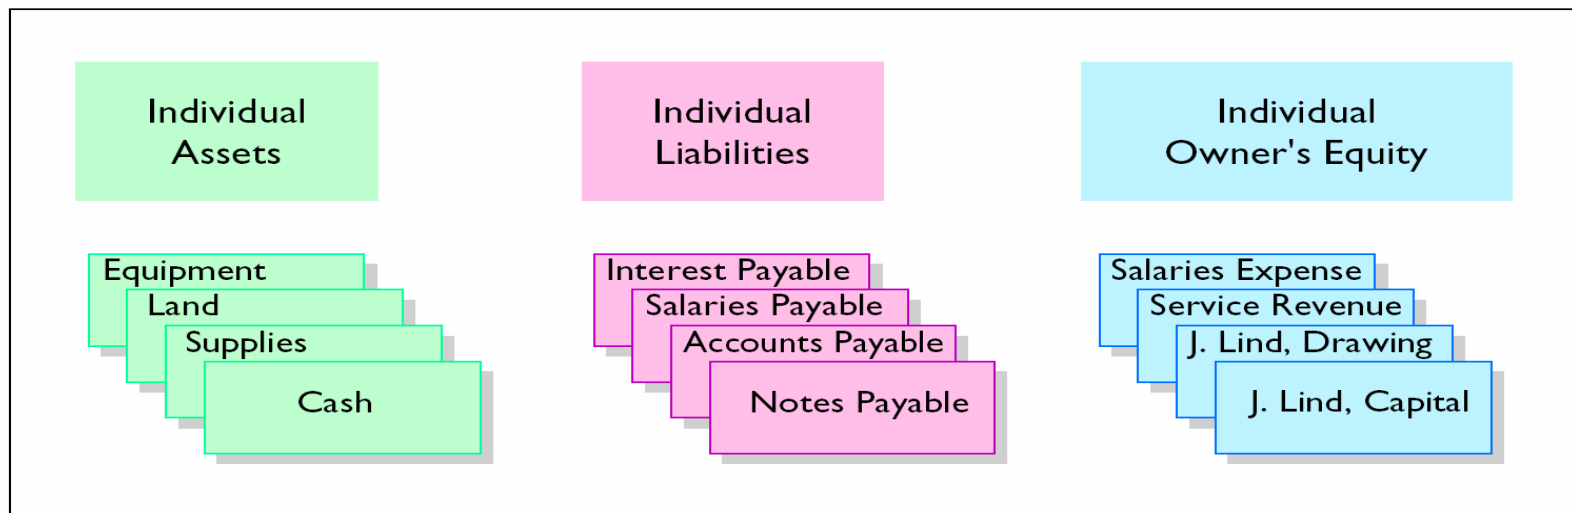 Individual
Assets
Individual
Liabilities
Individual
Owner's Equity
Equipment
Land
Supplies
Cash
Interest Payable
Salaries Payable
Accounts Payable
Notes Payable
Salaries Expense
Service Revenue
J. Lind, Drawing
J. Lind, Capital